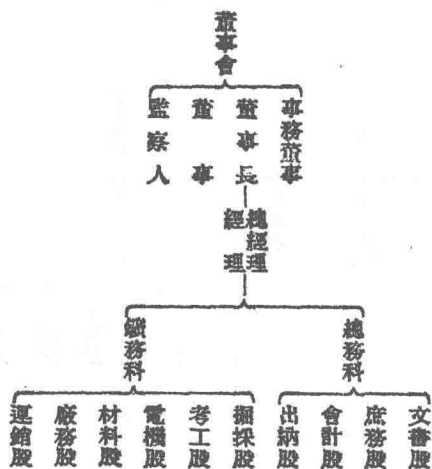 董事會
專務董事
董事長
董事
監察人
總經理
經理
總務科
鑛務科
文書股
庶務股
會計股
出納股
掘採股
考工股
電機股
材料股
廠務股
運銷股